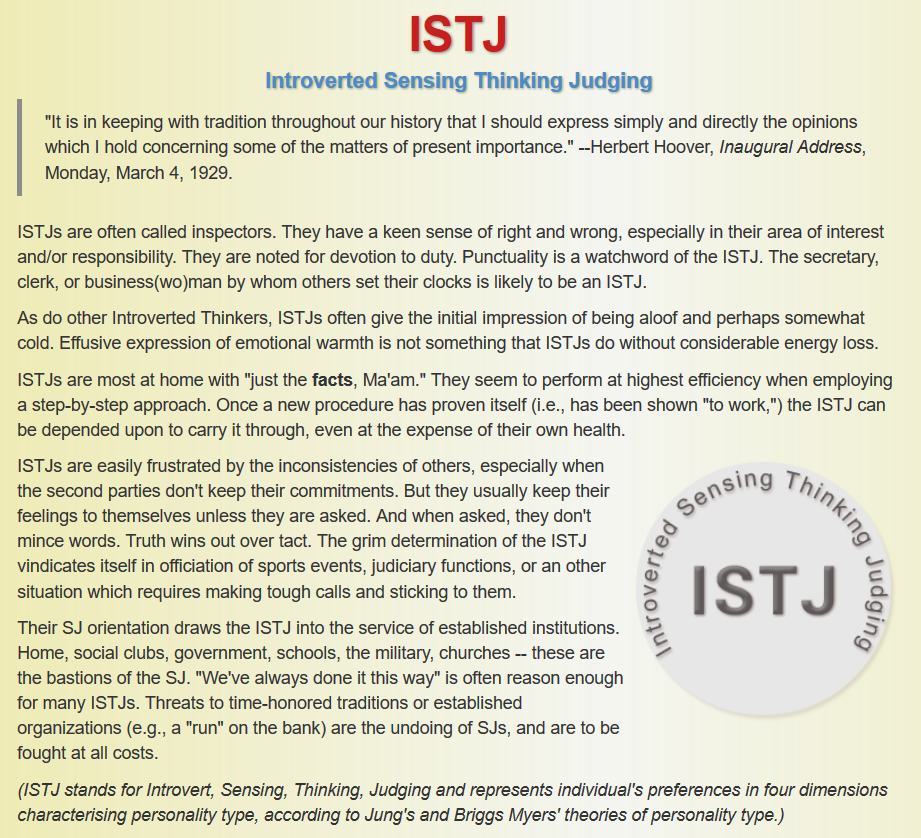 ISTJ
Introverted Sensing Thinking Judging
"It is in keeping with tradition throughout our history that I should express simply and directly the opinions
which I hold concerning some of the matters of present importance." --Herbert Hoover, Inaugural Address,
Monday, March 4, 1929.
ISTJs are often called inspectors. They have a keen sense of right and wrong, especially in their area of interest
and/or responsibility. They are noted for devotion to duty. Punctuality is a watchword of the ISTJ. The secretary,
clerk, or business(wo)man by whom others set their clocks is likely to be an ISTJ.
As do other Introverted Thinkers, ISTJs often give the initial impression of being aloof and perhaps somewhat
cold. Effusive expression of emotional warmth is not something that ISTJs do without considerable energy loss.
ISTJs are most at home with "just the facts, Ma'am." They seem to perform at highest efficiency when employing
a step-by-step approach. Once a new procedure has proven itself (i.e., has been shown "to work,") the ISTJ can
be depended upon to carry it through, even at the expense of their own health.
ISTJs are easily frustrated by the inconsistencies of others, especially when
the second parties don't keep their commitments. But they usually keep their
feelings to themselves unless they are asked. And when asked, they don't
mince words. Truth wins out over tact. The grim determination of the ISTJ
vindicates itself in officiation of sports events, judiciary functions, or an other
situation which requires making tough calls and sticking to them.
Their SJ orientation draws the ISTJ into the service of established institutions.
Home, social clubs, government, schools, the military, churches -- these are
the bastions of the SJ. "We've always done it this way" is often reason enough
for many ISTJs. Threats to time-honored traditions or established
organizations (e.g., a "run" on the bank) are the undoing of SJs, and are to be
fought at all costs.
Introverted Sensing Thinking Judging
ISTJ
(ISTJ stands for Introvert, Sensing, Thinking, Judging and represents individual's preferences in four dimensions
characterising personality type, according to Jung's and Briggs Myers' theories of personality type.)